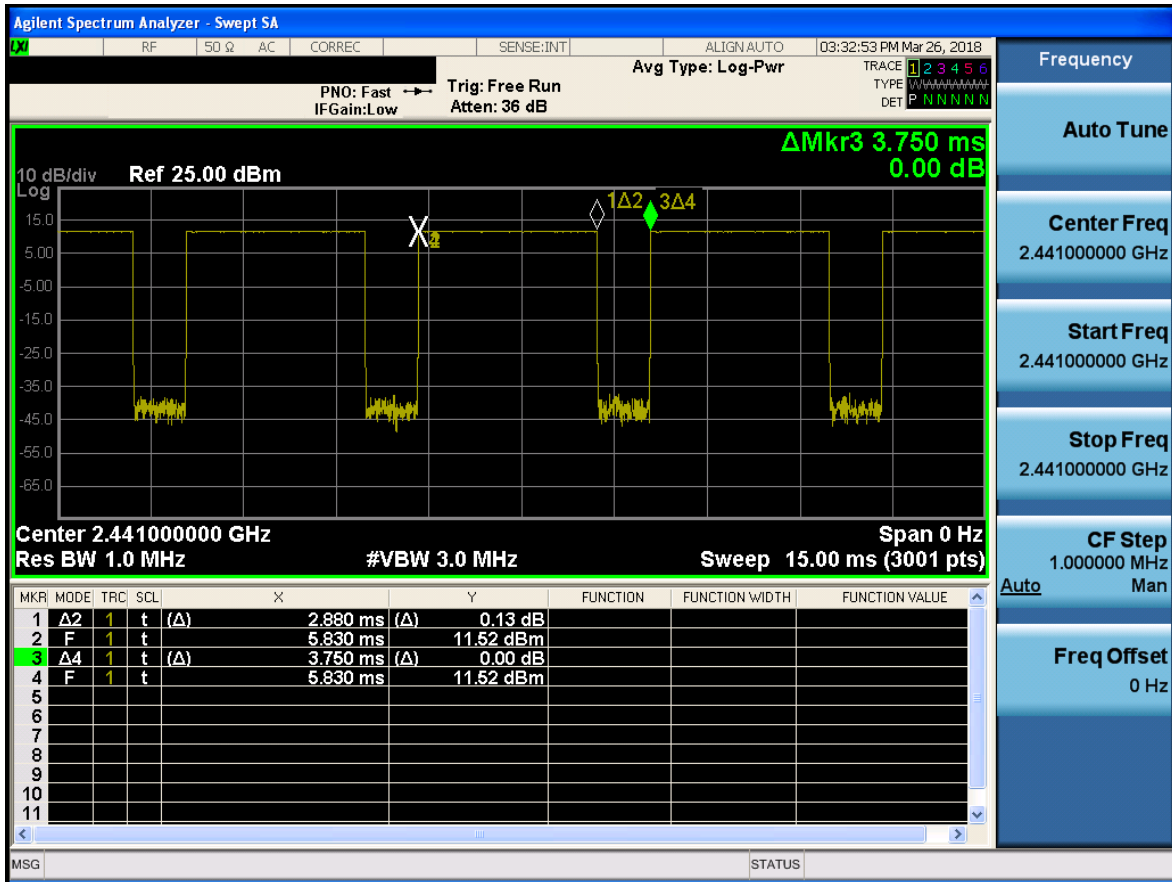 Agilent Spectrum Analyzer - Swept SA
LXI RF 50 Ω AC CORREC SENSE:INT ALIGN AUTO 03:32:53 PM Mar 26, 2018
Avg Type: Log-Pwr
TRACE 1 2 3 4 5 6
PNO: Fast Trig: Free Run
TYPE
IFGain:Low Atten: 36 dB
DET P N N N N N
ΔMkr3 3.750 ms
0.00 dB
10 dB/div Ref 25.00 dBm
Log
15.0
5.00
-5.00
-15.0
-25.0
-35.0
-45.0
-55.0
-65.0
1Δ2 3Δ4
Center 2.441000000 GHz Span 0 Hz
Res BW 1.0 MHz #VBW 3.0 MHz Sweep 15.00 ms (3001 pts)
MKR MODE TRC SCL X Y FUNCTION FUNCTION WIDTH FUNCTION VALUE
1 Δ2 1 t (Δ) 2.880 ms (Δ) 0.13 dB
2 F 1 t 5.830 ms 11.52 dBm
3 Δ4 1 t (Δ) 3.750 ms (Δ) 0.00 dB
4 F 1 t 5.830 ms 11.52 dBm
5
6
7
8
9
10
11
MSG STATUS
Frequency
Auto Tune
Center Freq
2.441000000 GHz
Start Freq
2.441000000 GHz
Stop Freq
2.441000000 GHz
CF Step
1.000000 MHz
Auto Man
Freq Offset
0 Hz